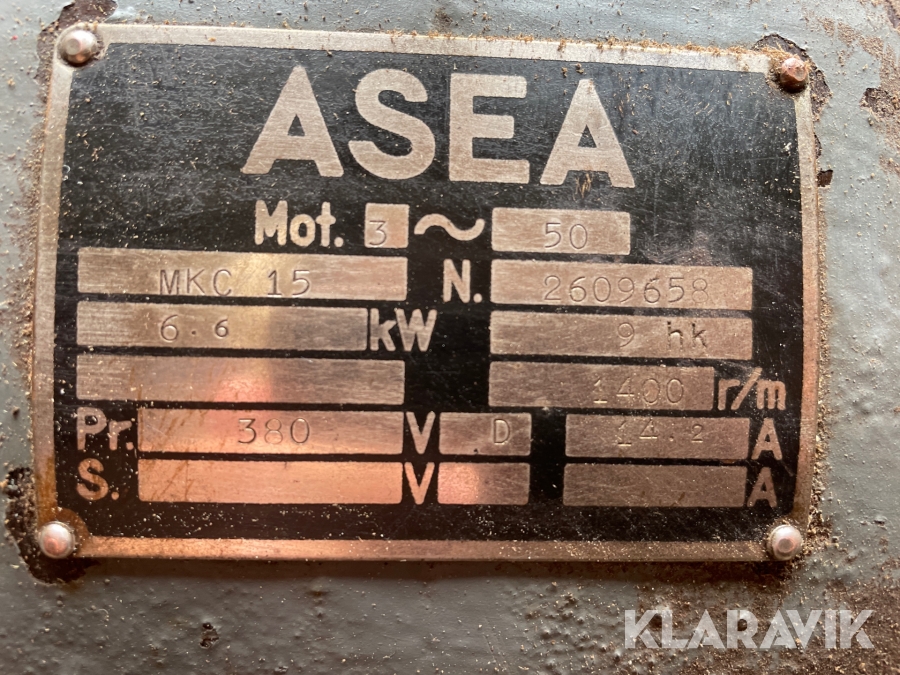 ASEA
Mot. 3 ~ 50
MKC 15 N. 2609658
6.6 kW 9 hk
1400 r/m
Pr. 380 V D 14.2 A
S. V A
KLARAVIK